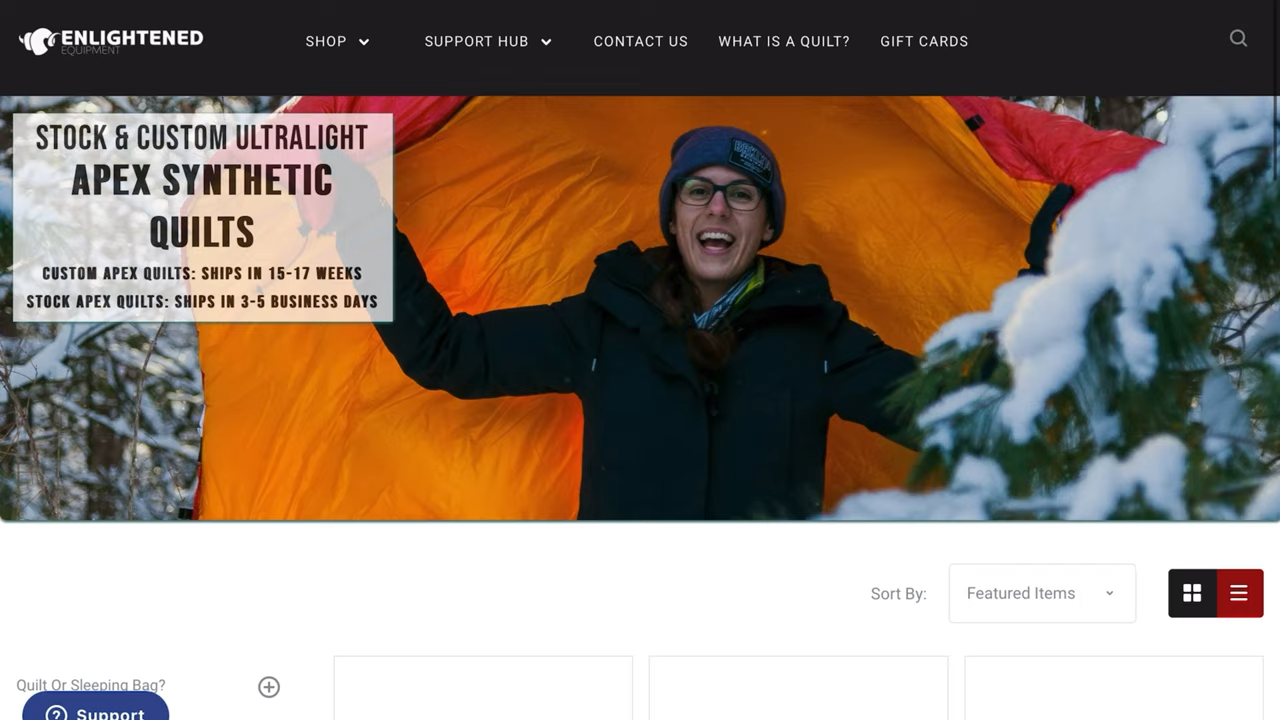 ENLIGHTENED
EQUIPMENT
SHOP
SUPPORT HUB
CONTACT US
WHAT IS A QUILT?
GIFT CARDS
STOCK & CUSTOM ULTRALIGHT
APEX SYNTHETIC
QUILTS
CUSTOM APEX QUILTS: SHIPS IN 15-17 WEEKS
STOCK APEX QUILTS: SHIPS IN 3-5 BUSINESS DAYS
Sort By:
Featured Items
Quilt Or Sleeping Bag?
Support